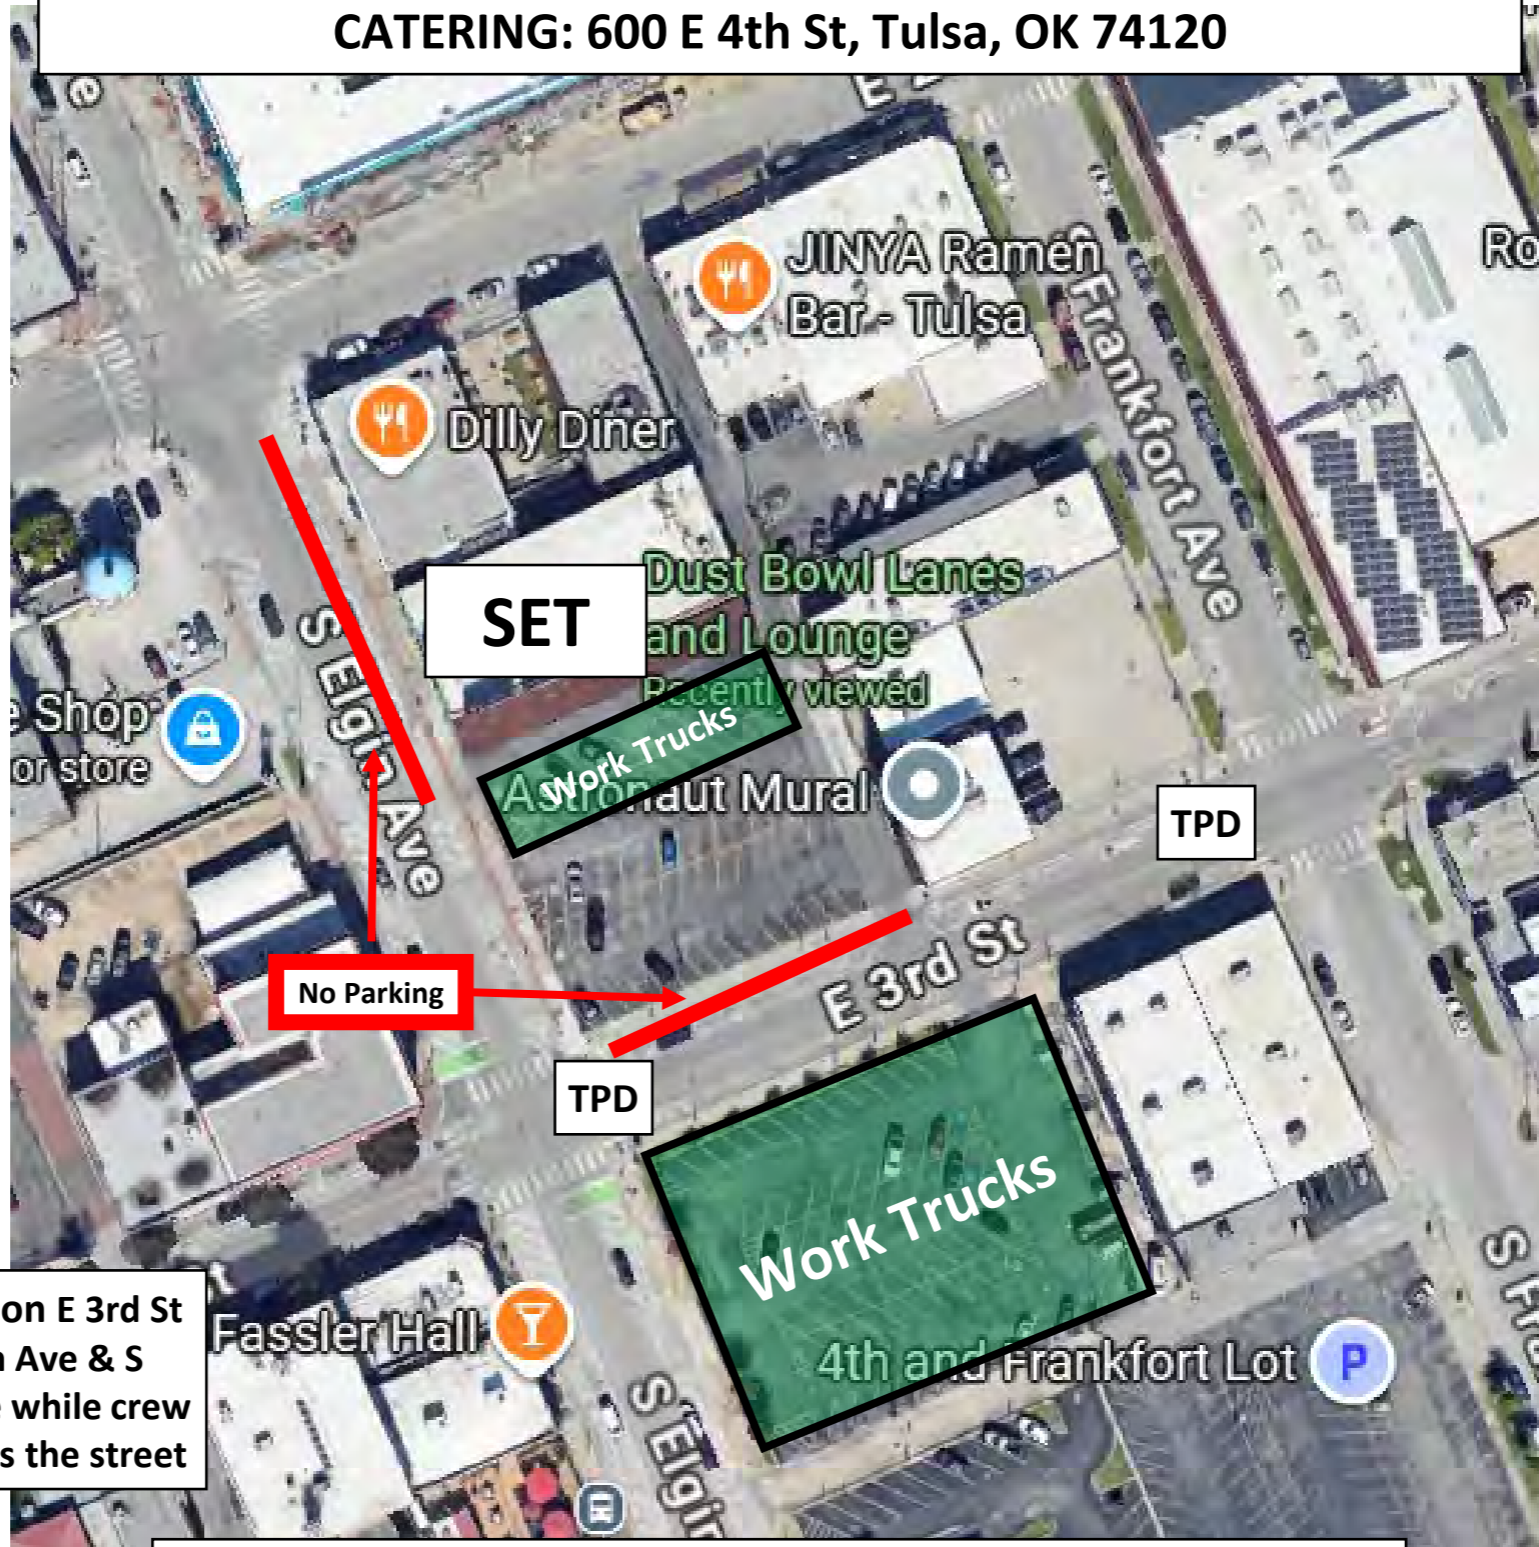 CATERING: 600 E 4th St, Tulsa, OK 74120
e
E
JINYA Ramen
Bar - Tulsa
Ro
S Frankfort Ave
Dilly Diner
Dust Bowl Lanes
and Lounge
Recently viewed
SET
S Elgin Ave
e Shop
or store
Work Trucks
Astronaut Mural
TPD
E 3rd St
No Parking
TPD
Work Trucks
on E 3rd St
n Ave & S
e while crew
s the street
Fassler Hall
4th and Frankfort Lot
P
S Elgin
S Fra